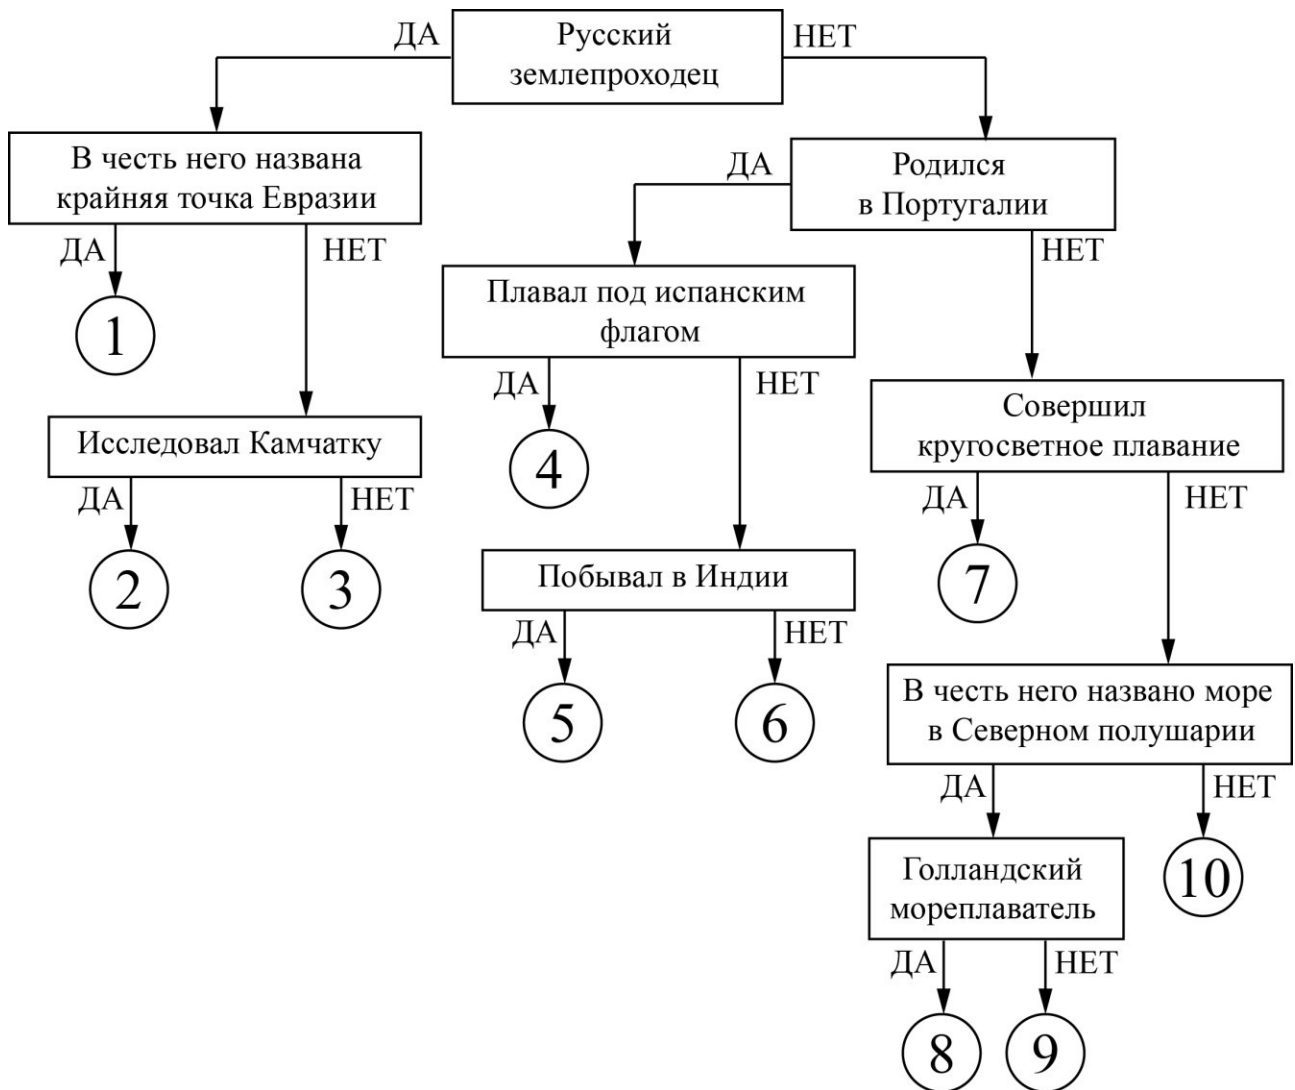 ДА
Русский
землепроходец
НЕТ
В честь него названа
крайняя точка Евразии
ДА
Родился
в Португалии
ДА
НЕТ
НЕТ
1
Плавал под испанским
флагом
ДА
НЕТ
Исследовал Камчатку
4
Совершил
кругосветное плавание
ДА
НЕТ
ДА
НЕТ
2
3
Побывал в Индии
7
ДА
НЕТ
5
6
В честь него названо море
в Северном полушарии
ДА
НЕТ
Голландский
мореплаватель
10
ДА
НЕТ
8
9